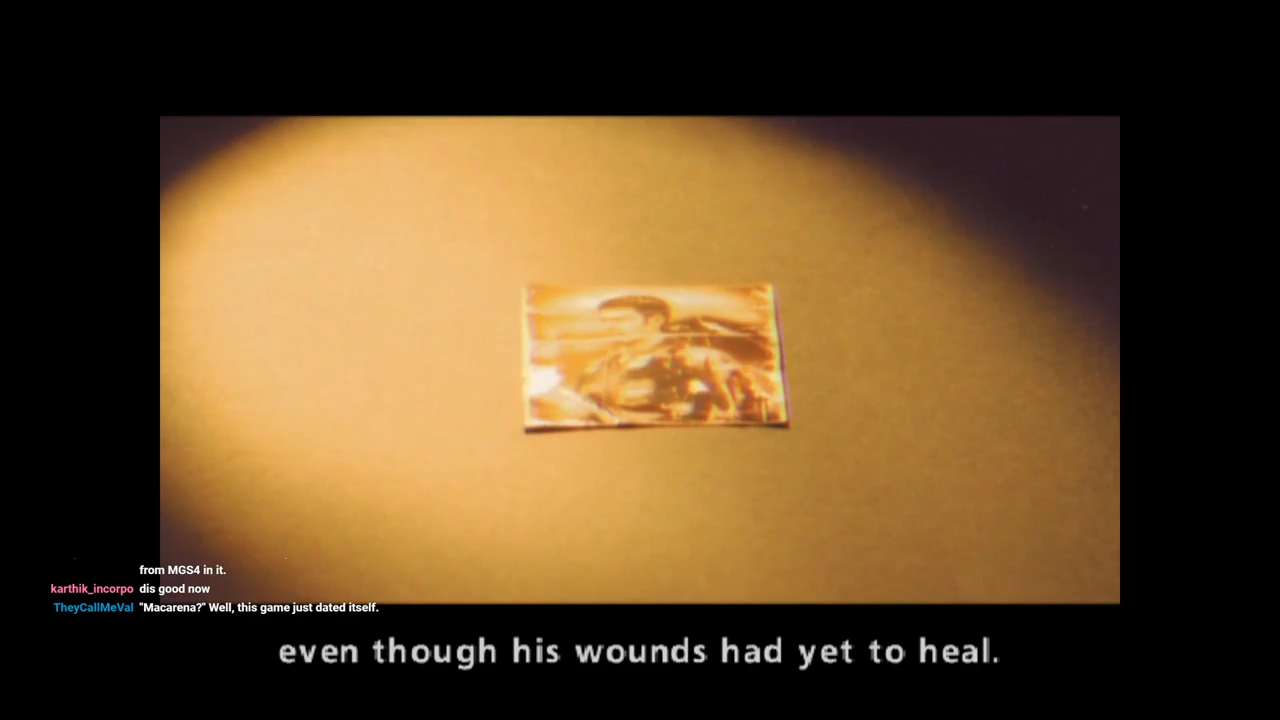 from MGS4 in it.
karthik_incorpo dis good now
TheyCallMeVal "Macarena?" Well, this game just dated itself.
even though his wounds had yet to heal.